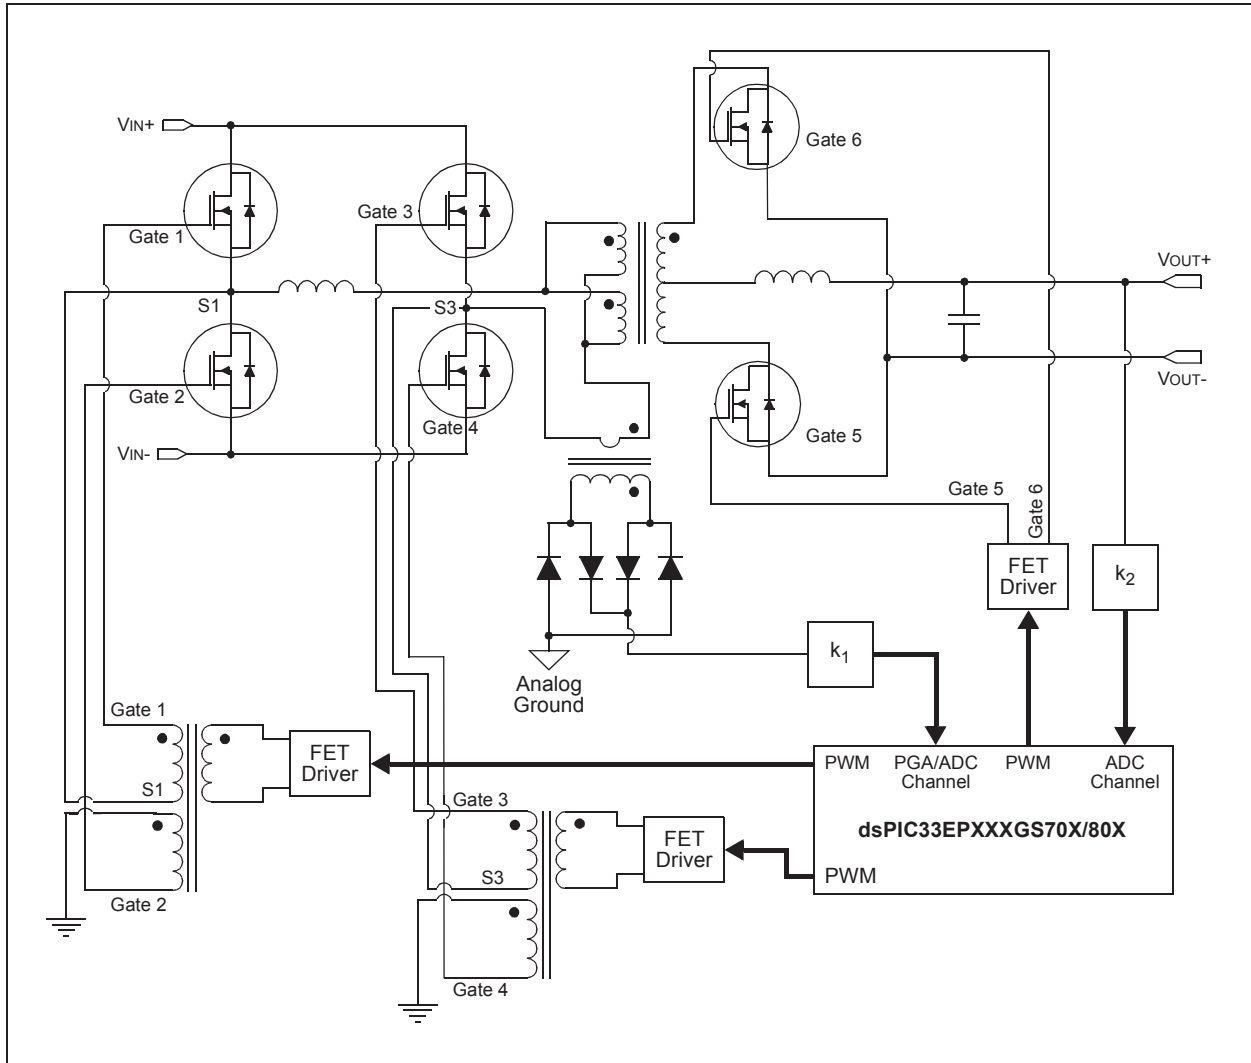 VIN+
Gate 1
S1
Gate 2
VIN-
Gate 3
S3
Gate 4
Gate 6
VOUT+
VOUT-
Gate 5
Gate 5
Gate 6
FET
Driver
k2
k1
Analog
Ground
Gate 1
S1
Gate 2
FET
Driver
Gate 3
S3
Gate 4
FET
Driver
PWM
PGA/ADC
Channel
PWM
ADC
Channel
dsPIC33EPXXXGS70X/80X
PWM